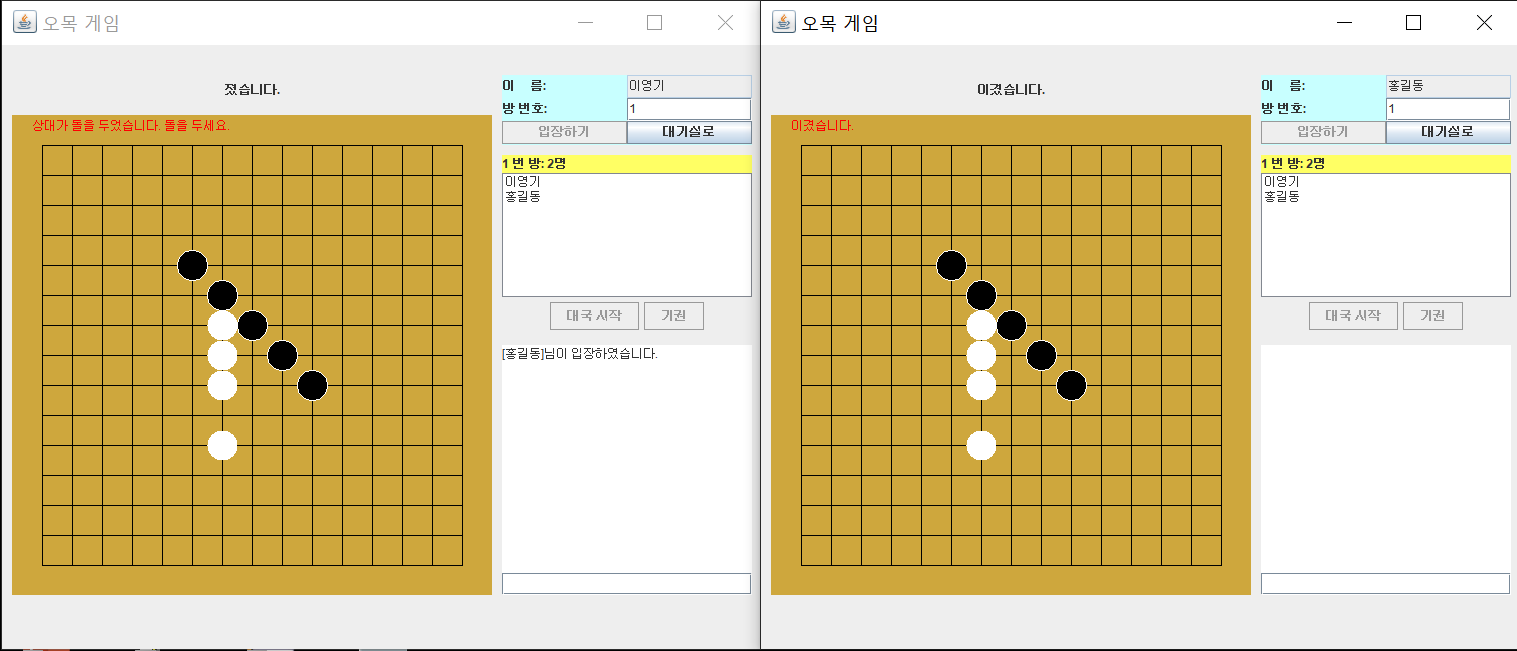 오목 게임
졌습니다.
상대가 돌을 두었습니다. 돌을 두세요.
이 름: 이영기
방 번호: 1
입장하기 대기실로
1 번 방: 2명
이영기
홍길동
대국 시작 기권
[홍길동]님이 입장하였습니다.
오목 게임
이겼습니다.
이겼습니다.
이 름: 홍길동
방 번호: 1
입장하기 대기실로
1 번 방: 2명
이영기
홍길동
대국 시작 기권